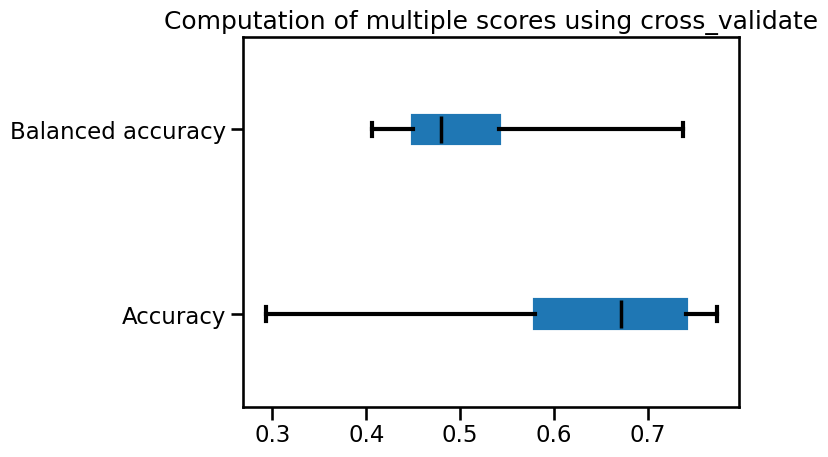 Computation of multiple scores using cross_validate
Balanced accuracy
Accuracy
0.3 0.4 0.5 0.6 0.7